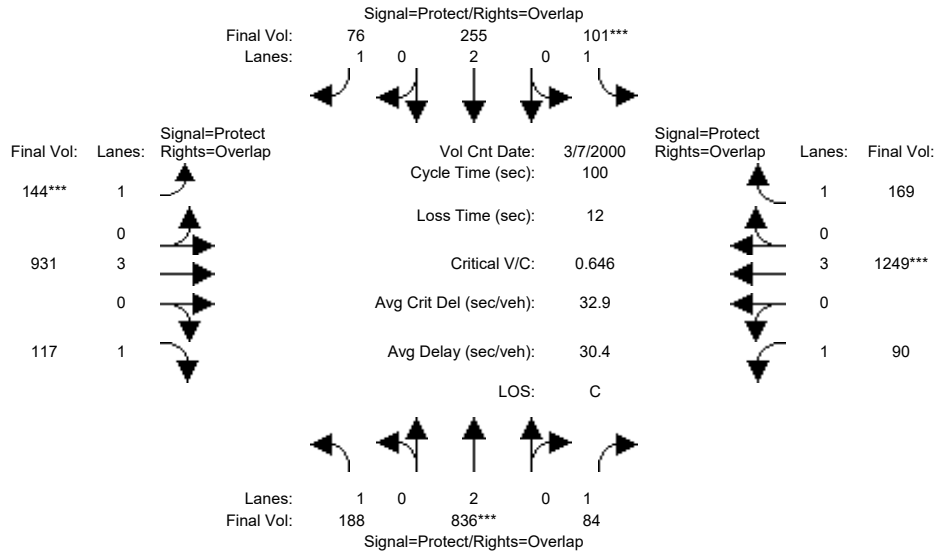 Signal=Protect/Rights=Overlap
Final Vol: 76 255 101***
Lanes: 1 0 2 0 1
Signal=Protect
Final Vol: Lanes: Rights=Overlap
Vol Cnt Date: 3/7/2000
Signal=Protect
Rights=Overlap Lanes: Final Vol:
Cycle Time (sec): 100
144*** 1
1 169
Loss Time (sec): 12
0
0
931 3
Critical V/C: 0.646
3 1249***
0
Avg Crit Del (sec/veh): 32.9
0
117 1
Avg Delay (sec/veh): 30.4
1 90
LOS: C
Lanes: 1 0 2 0 1
Final Vol: 188 836*** 84
Signal=Protect/Rights=Overlap